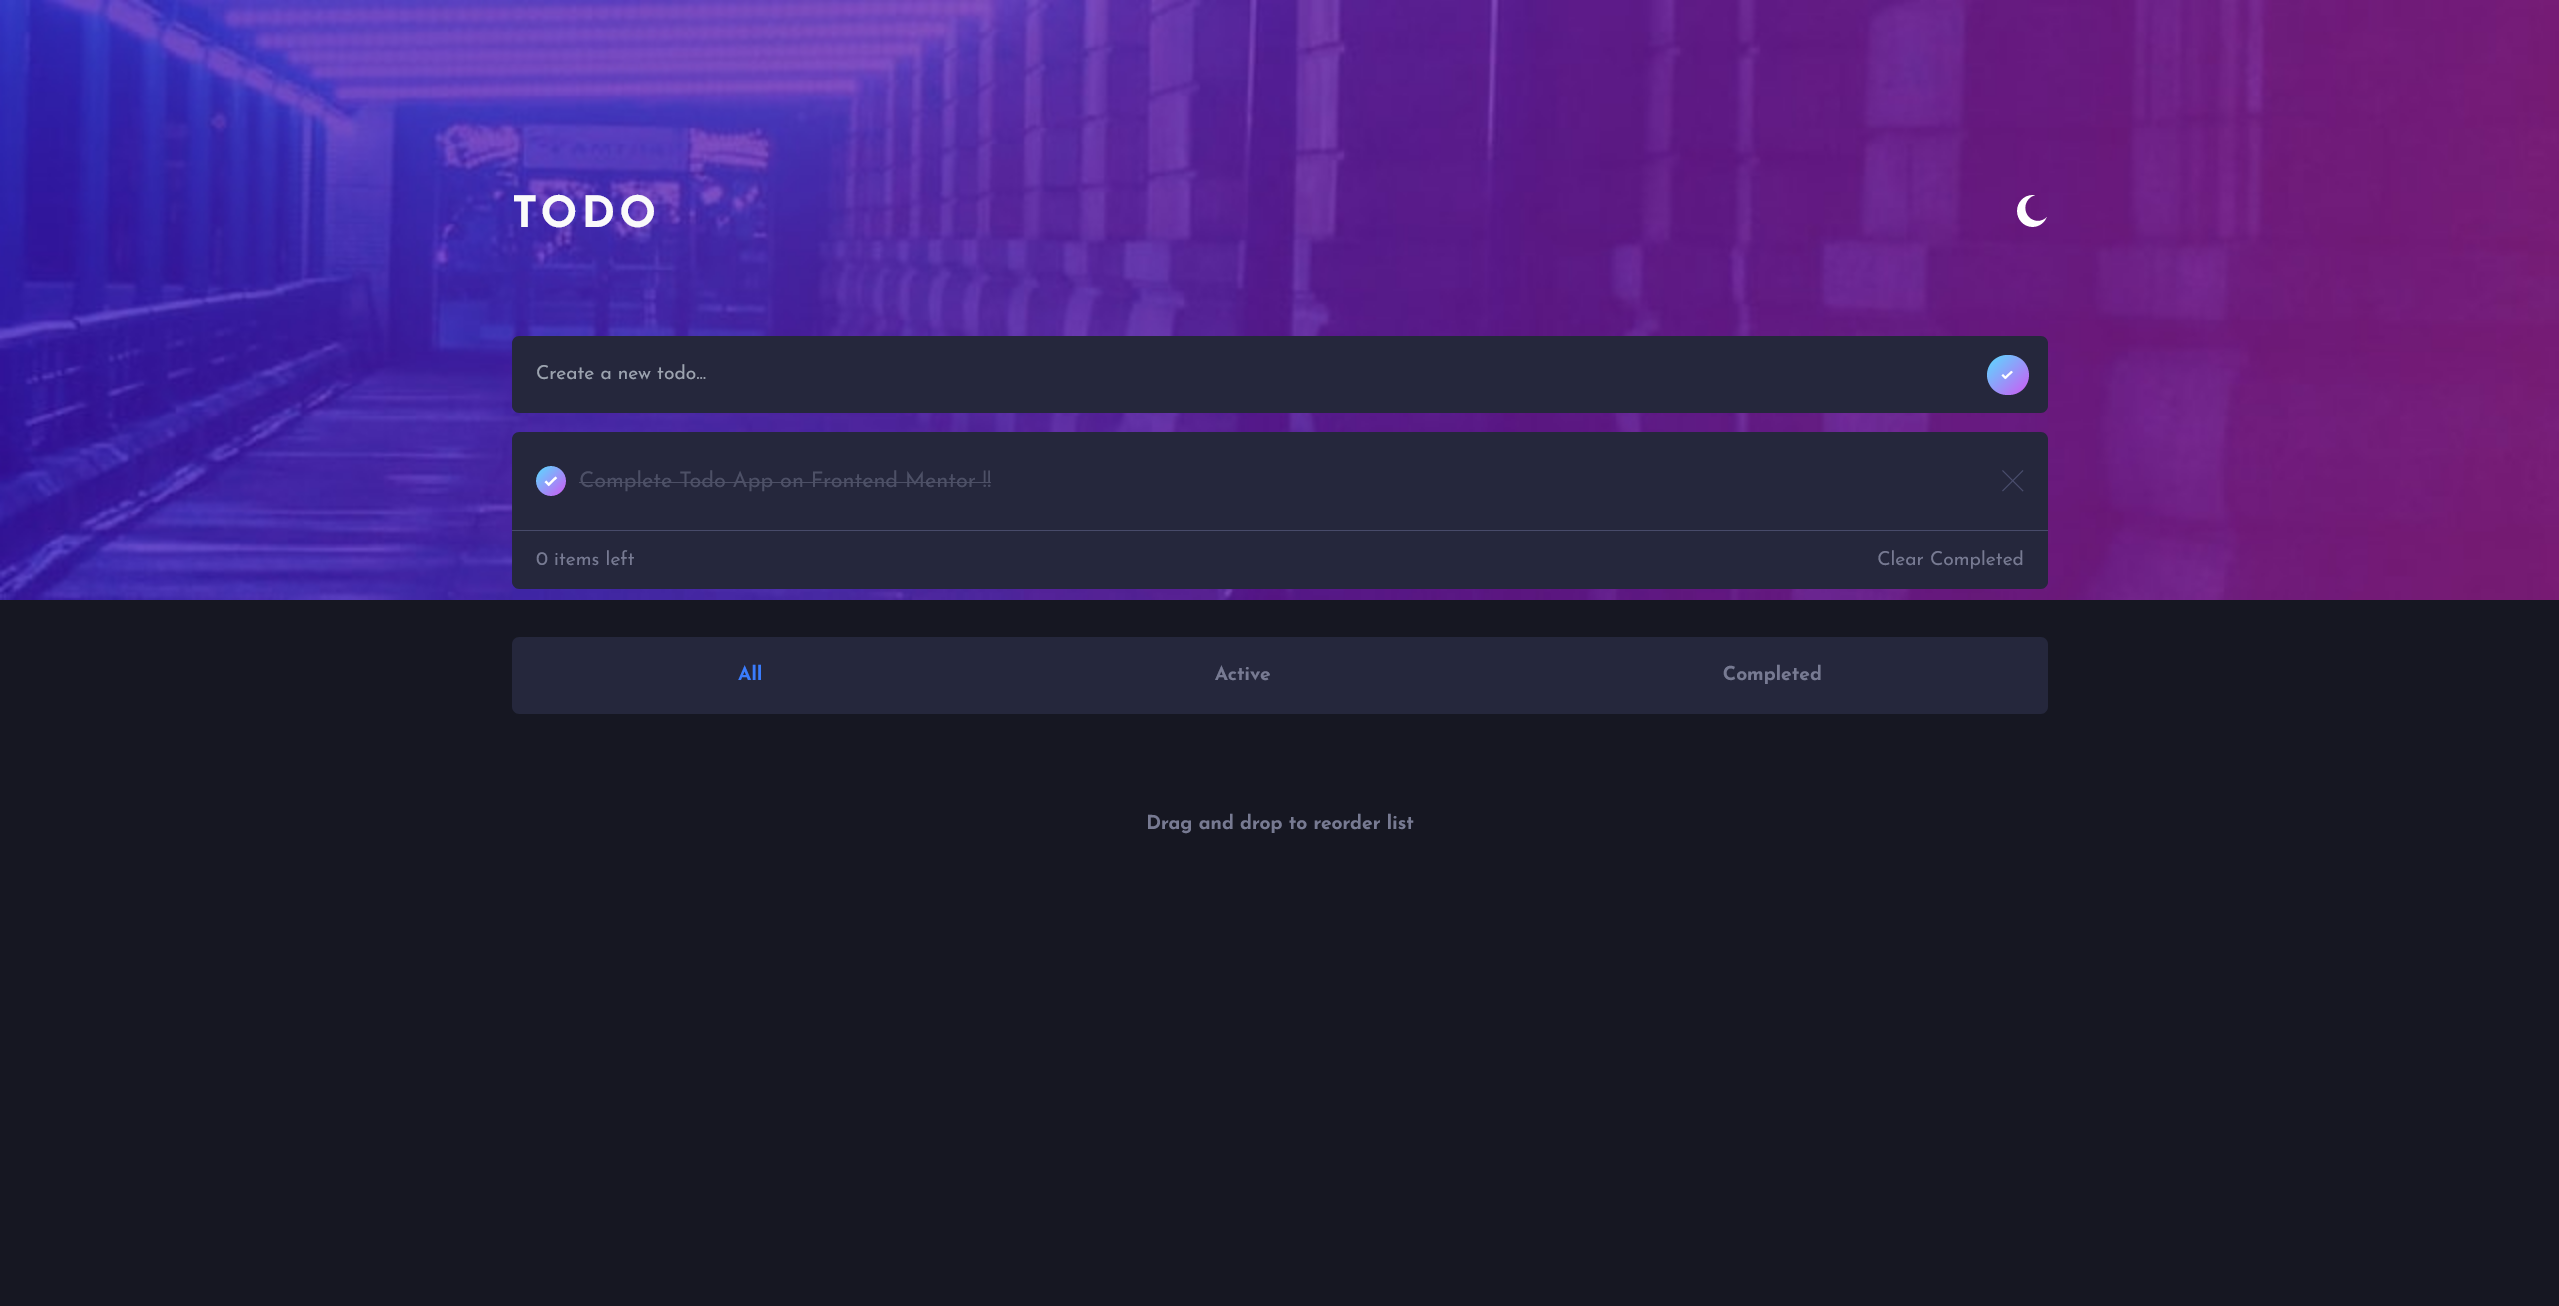 TODO
Create a new todo...
Complete Todo App on Frontend Mentor !!
0 items left
Clear Completed
All
Active
Completed
Drag and drop to reorder list